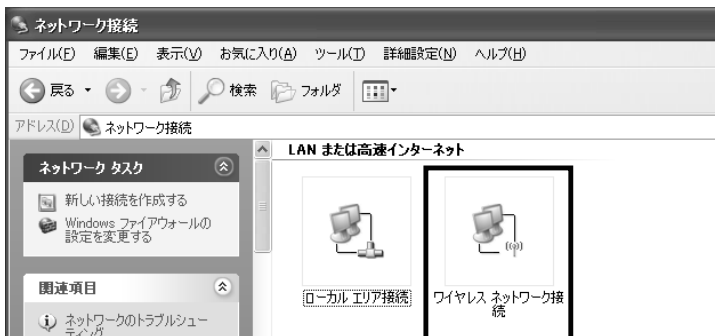 ネットワーク接続
ファイル(F) 編集(E) 表示(V) お気に入り(A) ツール(T) 詳細設定(N) ヘルプ(H)
戻る 検索 フォルダ
アドレス(D) ネットワーク接続
ネットワーク タスク
新しい接続を作成する
Windows ファイアウォールの
設定を変更する
関連項目
ネットワークのトラブルシュー
ティング
LAN または高速インターネット
ローカル エリア接続
ワイヤレス ネットワーク接
続